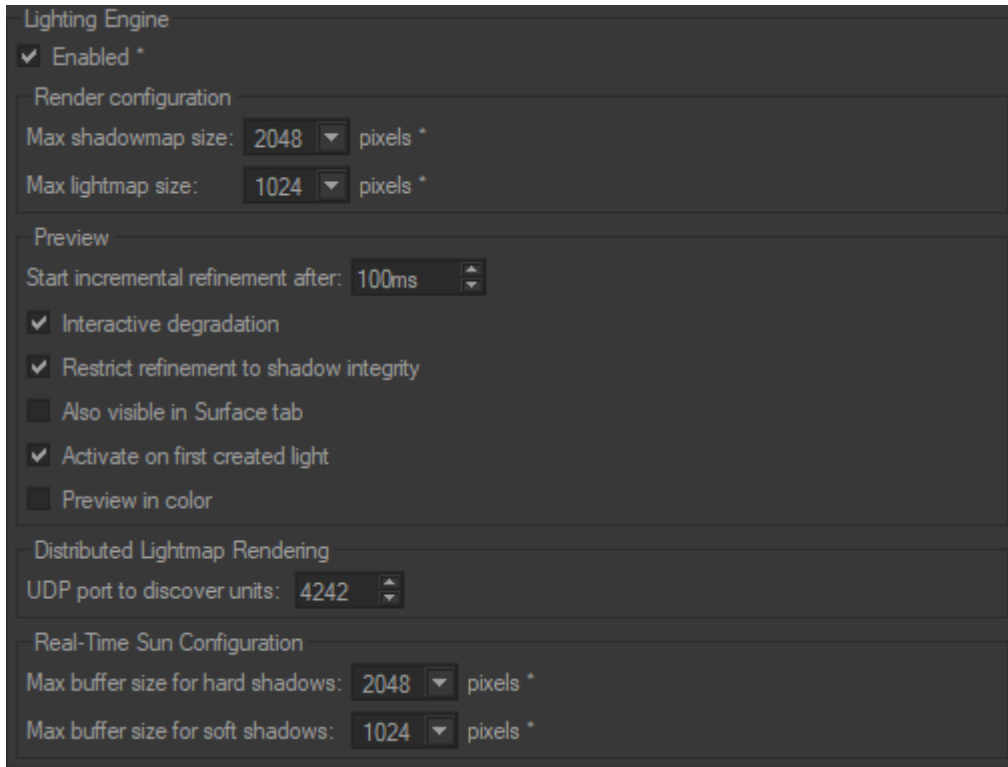 Lighting Engine
Enabled *
Render configuration
Max shadowmap size: 2048 pixels *
Max lightmap size: 1024 pixels *
Preview
Start incremental refinement after: 100ms
Interactive degradation
Restrict refinement to shadow integrity
Also visible in Surface tab
Activate on first created light
Preview in color
Distributed Lightmap Rendering
UDP port to discover units: 4242
Real-Time Sun Configuration
Max buffer size for hard shadows: 2048 pixels *
Max buffer size for soft shadows: 1024 pixels *